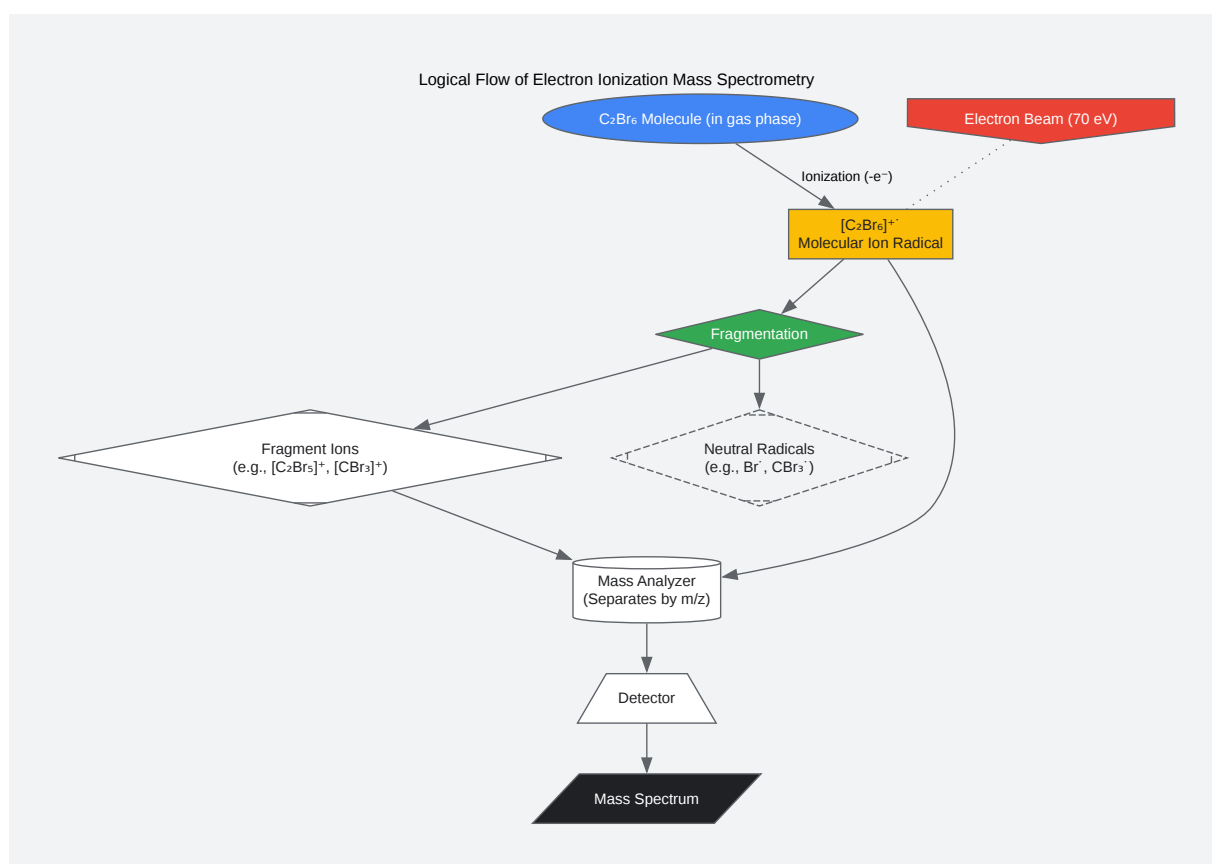 Logical Flow of Electron Ionization Mass Spectrometry
C₂Br₆ Molecule (in gas phase)
Electron Beam (70 eV)
Ionization (-e⁻)
[C₂Br₆]⁺˙
Molecular Ion Radical
Fragmentation
Fragment Ions
(e.g., [C₂Br₅]⁺, [CBr₃]⁺)
Neutral Radicals
(e.g., Br˙, CBr₃˙)
Mass Analyzer
(Separates by m/z)
Detector
Mass Spectrum